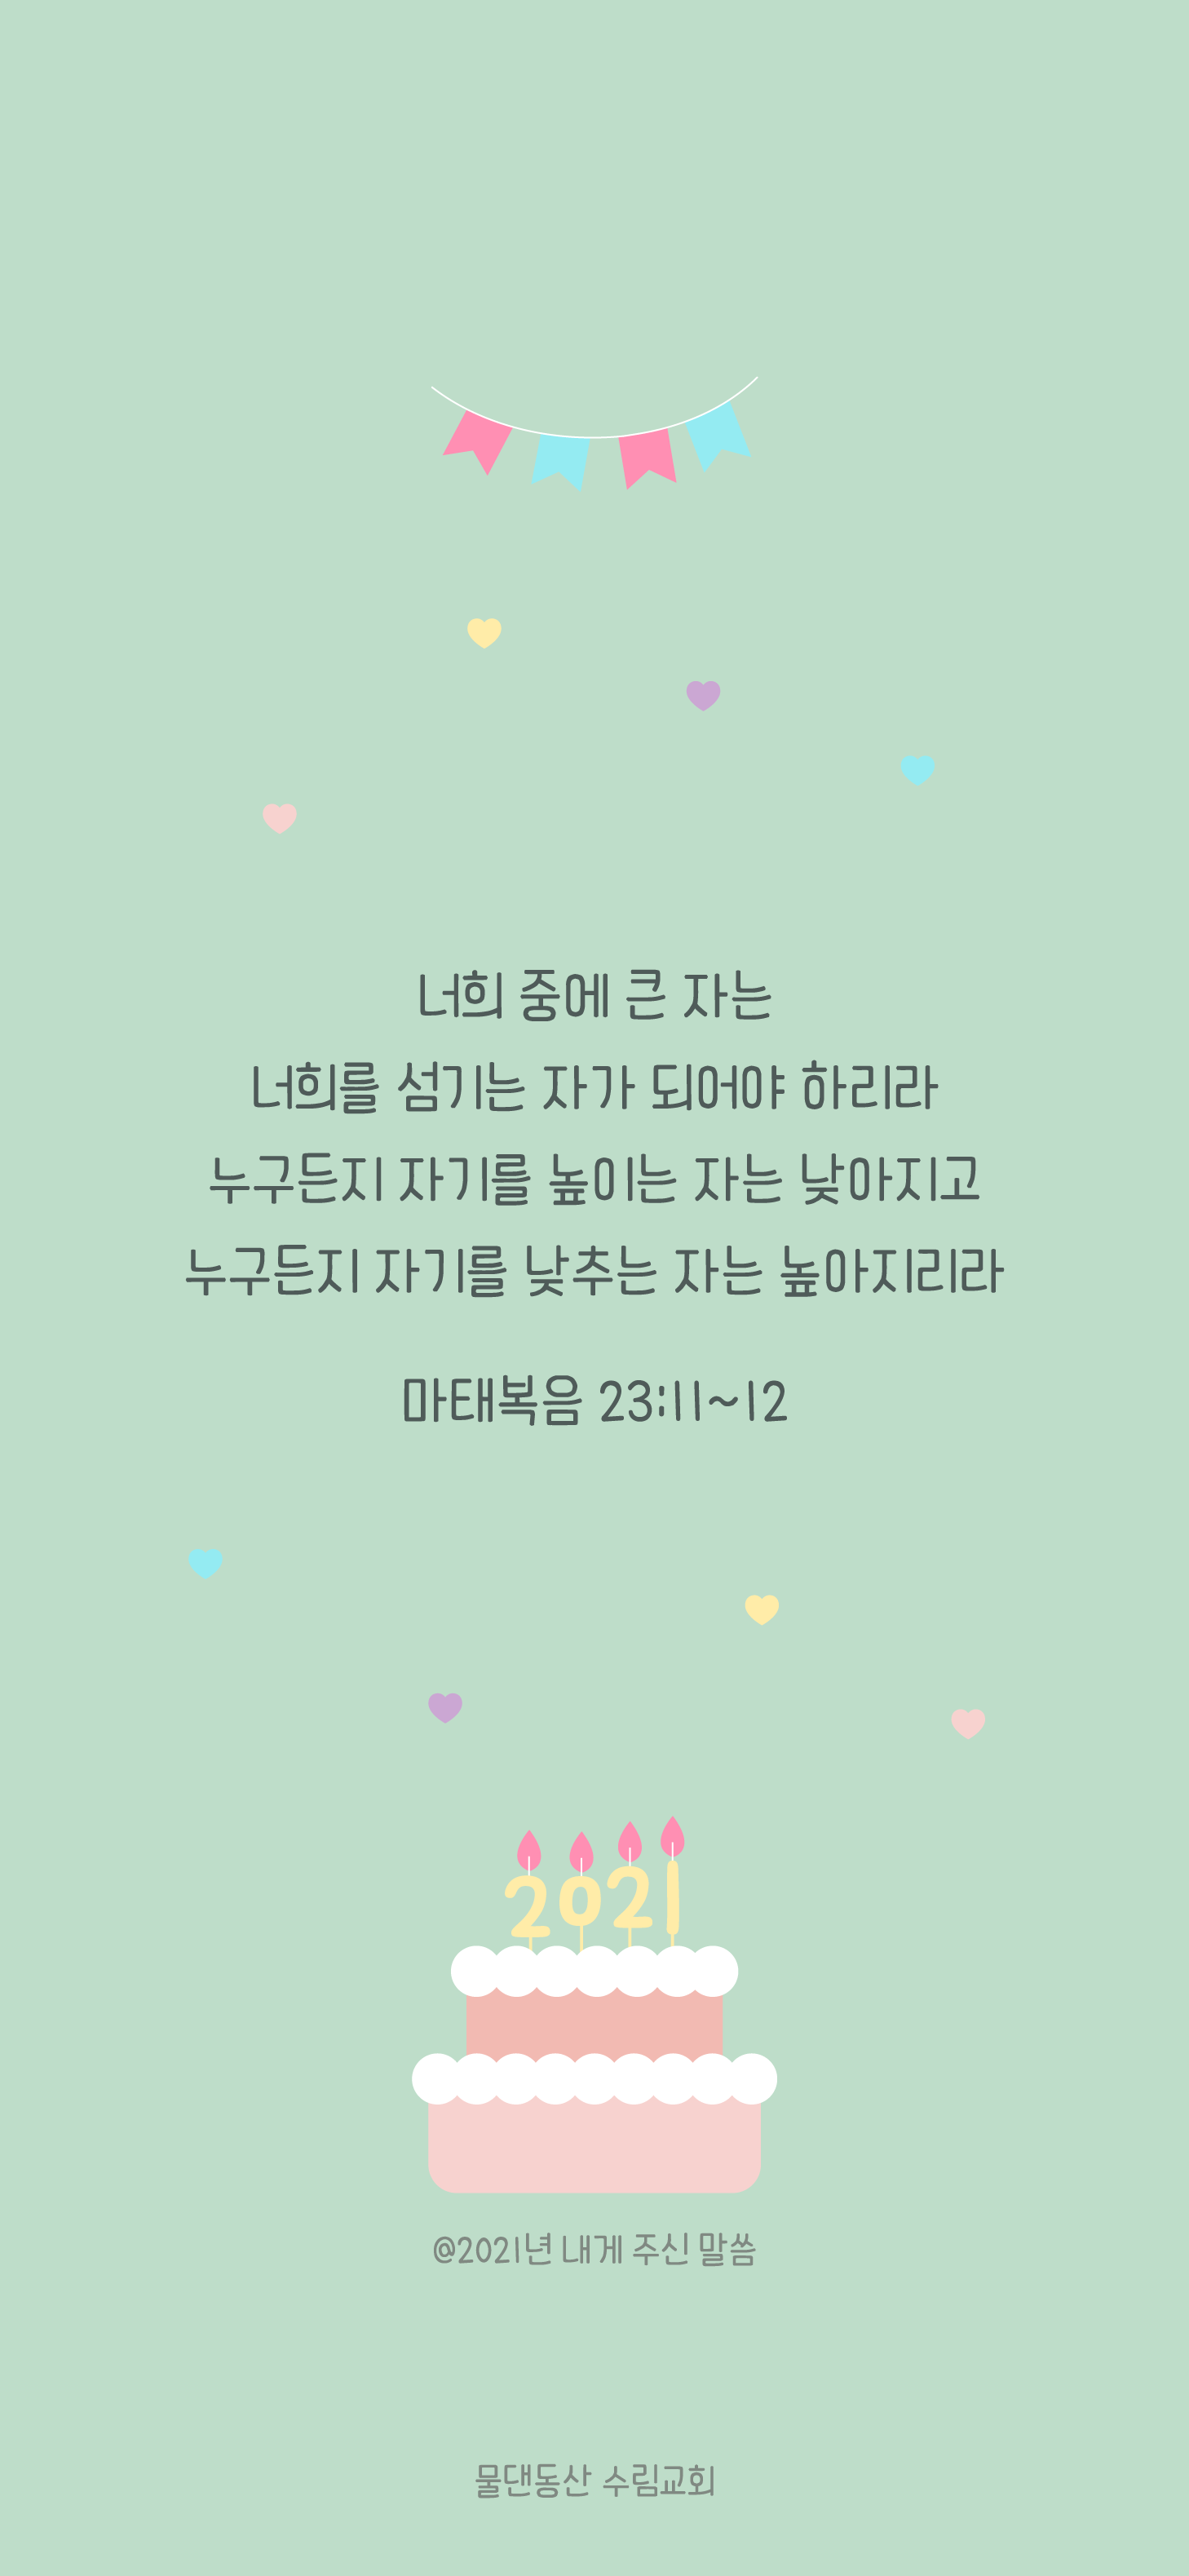 너희 중에 큰 자는
너희를 섬기는 자가 되어야 하리라
누구든지 자기를 높이는 자는 낮아지고
누구든지 자기를 낮추는 자는 높아지리라
마태복음 23:11~12
2021
@2021년 내게 주신 말씀
물댄동산 수림교회